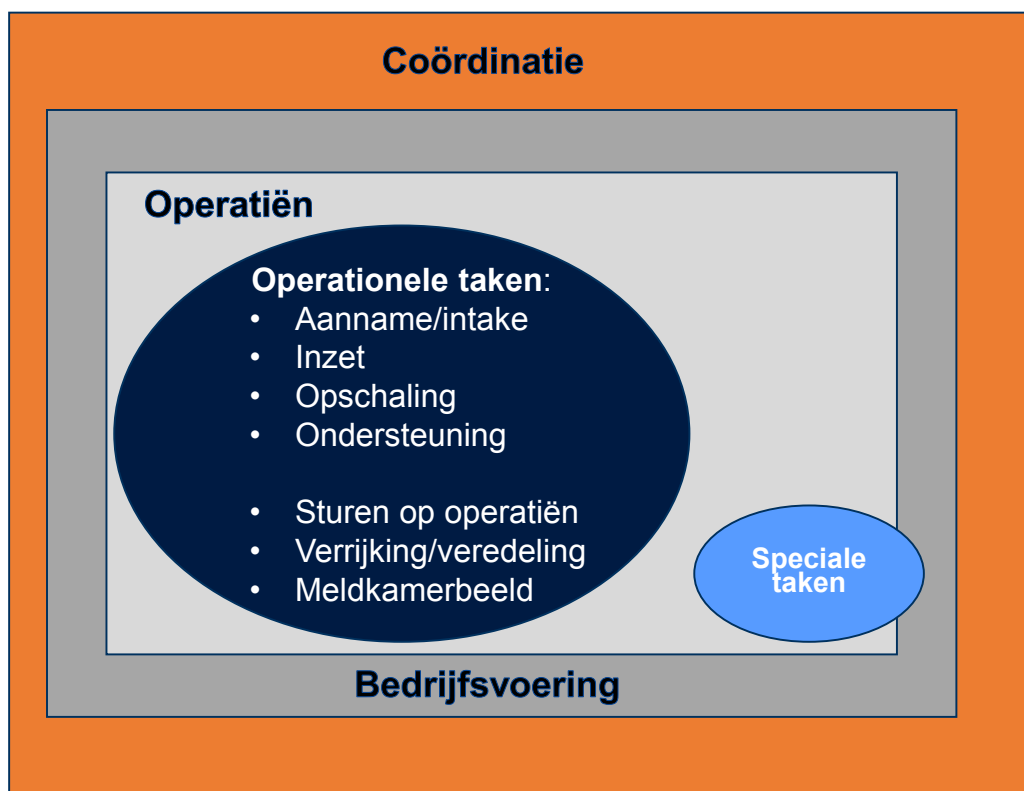 Coördinatie
Operatiën
Operationele taken:
• Aanname/intake
• Inzet
• Opschaling
• Ondersteuning
• Sturen op operatiën
• Verrijking/veredeling
• Meldkamerbeeld
Speciale
taken
Bedrijfsvoering